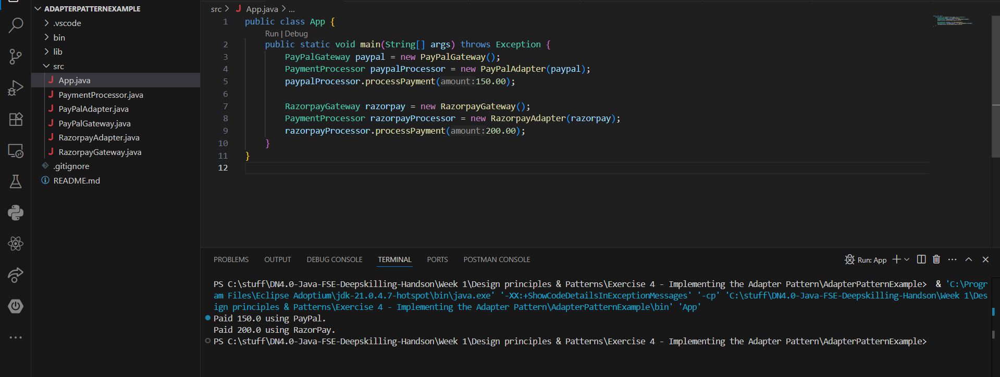 ADAPTERPATTERNEXAMPLE
.vscode
bin
lib
src
App.java
PaymentProcessor.java
PayPalAdapter.java
PayPalGateway.java
RazorpayAdapter.java
RazorpayGateway.java
.gitignore
README.md
src > App.java > ...
1 public class App {
Run | Debug
2 public static void main(String[] args) throws Exception {
3 PayPalGateway paypal = new PayPalGateway();
4 PaymentProcessor paypalProcessor = new PayPalAdapter(paypal);
5 paypalProcessor.processPayment(amount:150.00);
6
7 RazorpayGateway razorpay = new RazorpayGateway();
8 PaymentProcessor razorpayProcessor = new RazorpayAdapter(razorpay);
9 razorpayProcessor.processPayment(amount:200.00);
10 }
11 }
12
PROBLEMS OUTPUT DEBUG CONSOLE TERMINAL PORTS POSTMAN CONSOLE Run: App
PS C:\stuff\DN4.0-Java-FSE-Deepskilling-Handson\Week 1\Design principles & Patterns\Exercise 4 - Implementing the Adapter Pattern\AdapterPatternExample> & 'C:\Progr
am Files\Eclipse Adoptium\jdk-21.0.4.7-hotspot\bin\java.exe' '-XX:+ShowCodeDetailsInExceptionMessages' '-cp' 'C:\stuff\DN4.0-Java-FSE-Deepskilling-Handson\Week 1\Des
ign principles & Patterns\Exercise 4 - Implementing the Adapter Pattern\AdapterPatternExample\bin' 'App'
Paid 150.0 using PayPal.
Paid 200.0 using RazorPay.
PS C:\stuff\DN4.0-Java-FSE-Deepskilling-Handson\Week 1\Design principles & Patterns\Exercise 4 - Implementing the Adapter Pattern\AdapterPatternExample>